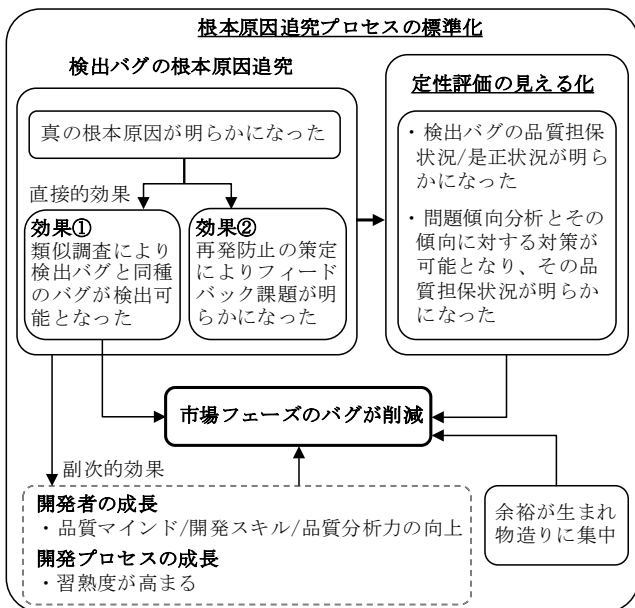 根本原因追究プロセスの標準化
検出バグの根本原因追究
真の根本原因が明らかになった
直接的効果
効果①
類似調査により
検出バグと同種
のバグが検出可
能となった
効果②
再発防止の策定
によりフィード
バック課題が明
らかになった
定性評価の見える化
・検出バグの品質担保
状況/是正状況が明ら
かになった
・問題傾向分析とその
傾向に対する対策が
可能となり、その品
質担保状況が明らか
になった
市場フェーズのバグが削減
副次的効果
開発者の成長
・品質マインド/開発スキル/品質分析力の向上
開発プロセスの成長
・習熟度が高まる
余裕が生まれ
物造りに集中